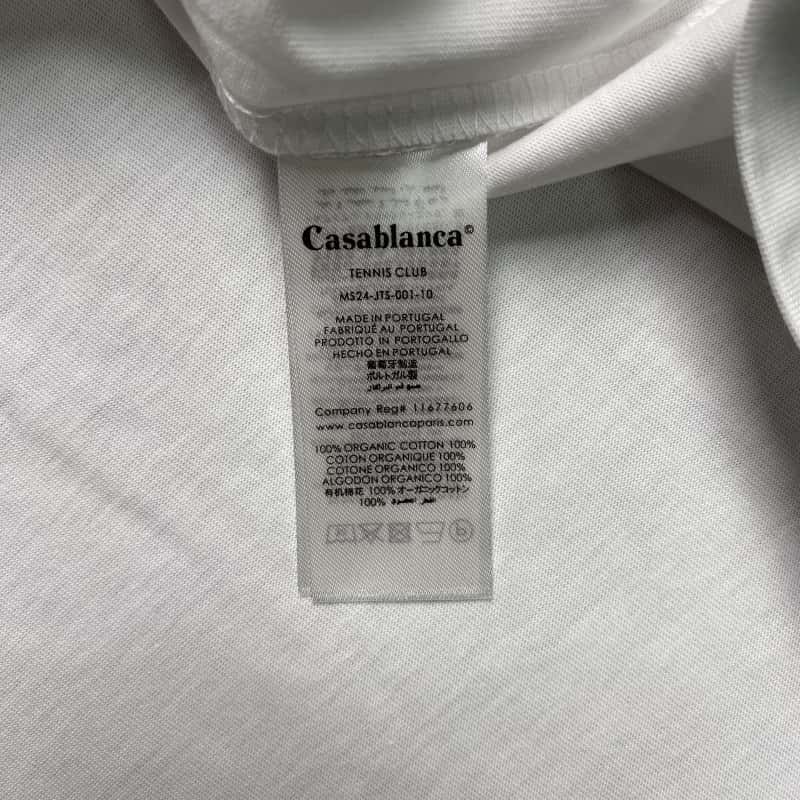 Casablanca©
TENNIS CLUB
MS24-JTS-001-10
MADE IN PORTUGAL
FABRIQUÉ AU PORTUGAL
PRODOTTO IN PORTOGALLO
HECHO EN PORTUGAL
葡萄牙制造
ポルトガル製
Company Reg# 11677606
www.casablancaparis.com
100% ORGANIC COTTON 100%
COTON ORGANIQUE 100%
COTONE ORGANICO 100%
ALGODON ORGANICO 100%
有机棉花 100% オーガニックコットン
100%